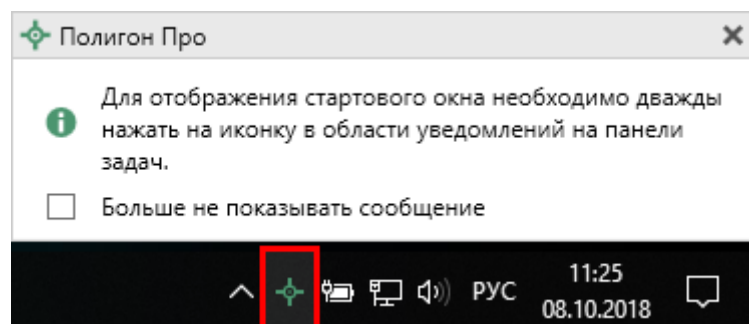 Полигон Про
Для отображения стартового окна необходимо дважды
нажать на иконку в области уведомлений на панели
задач.
Больше не показывать сообщение
РУС
11:25
08.10.2018